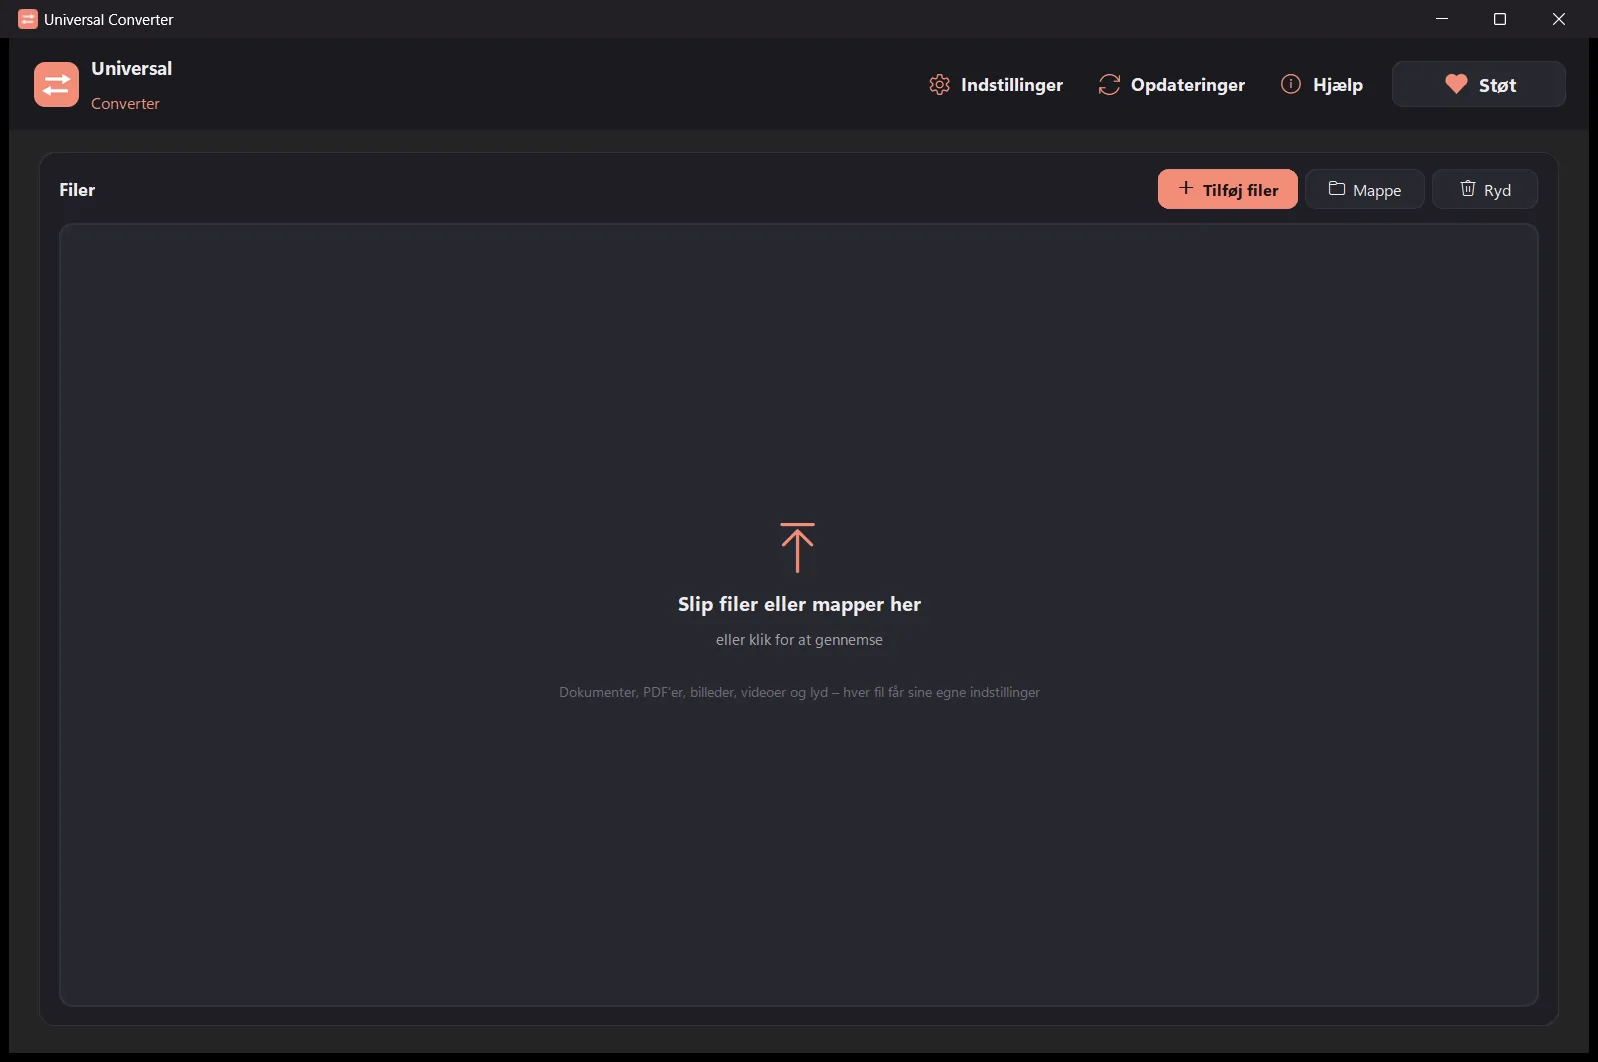 Universal Converter
Universal
Converter
Indstillinger
Opdateringer
Hjælp
Støt
Filer
Tilføj filer
Mappe
Ryd
Slip filer eller mapper her
eller klik for at gennemse
Dokumenter, PDF'er, billeder, videoer og lyd – hver fil får sine egne indstillinger